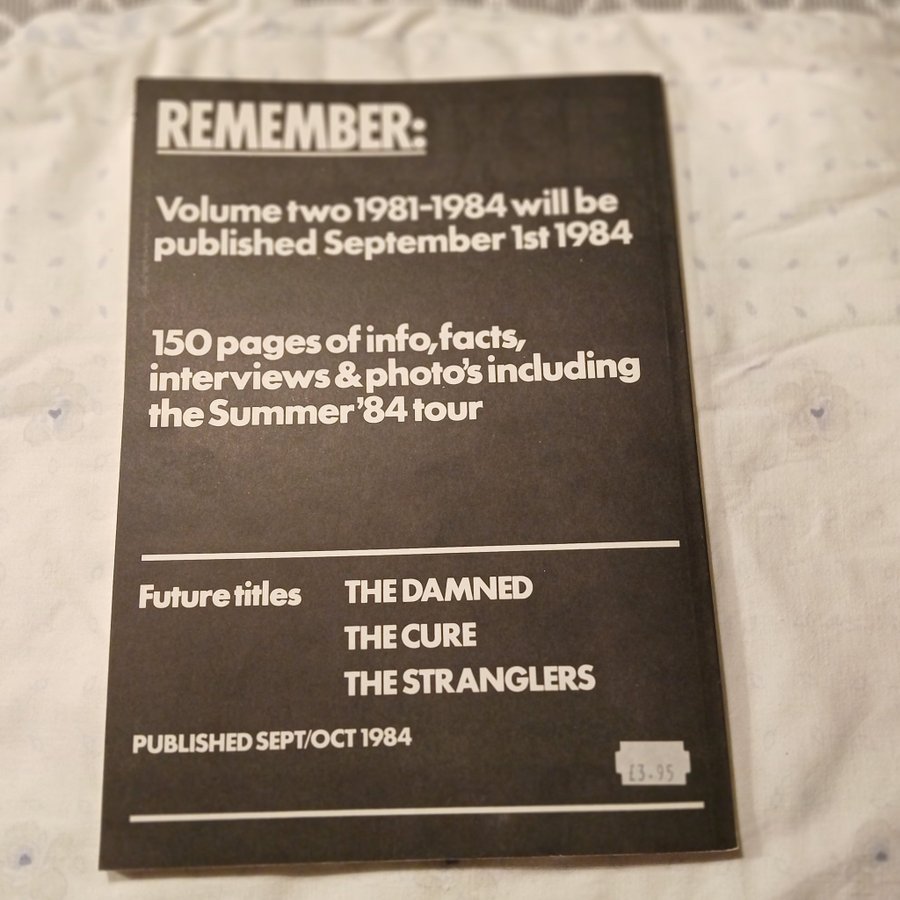 REMEMBER:
Volume two 1981-1984 will be
published September 1st 1984
150 pages of info, facts,
interviews & photo's including
the Summer '84 tour
Future titles THE DAMNED
THE CURE
THE STRANGLERS
PUBLISHED SEPT/OCT 1984
£3.95